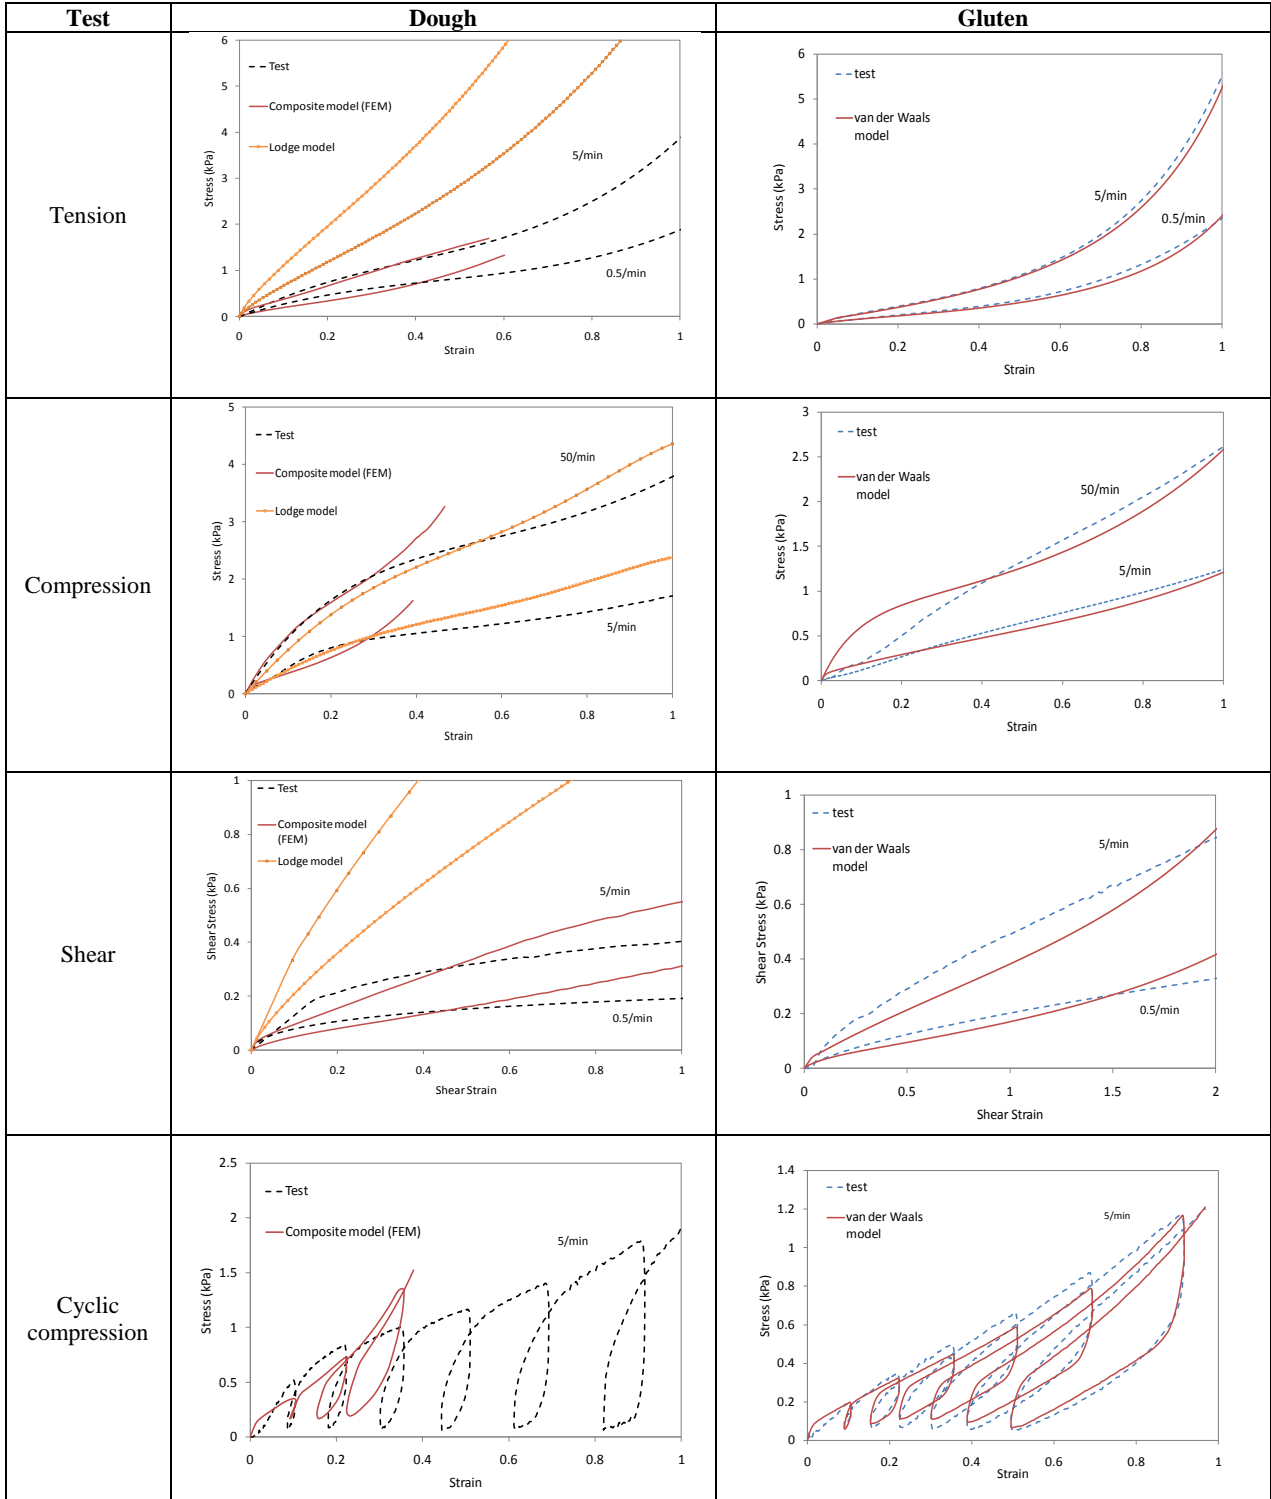 Test Dough Gluten
Tension
6
5
4
3
2
1
0
0 0.2 0.4 0.6 0.8 1
Stress (kPa)
Strain
Test
Composite model (FEM)
Lodge model
5/min
0.5/min
6
5
4
3
2
1
0
0 0.2 0.4 0.6 0.8 1
Stress (kPa)
Strain
test
van der Waals
model
5/min
0.5/min
Compression
5
4
3
2
1
0
0 0.2 0.4 0.6 0.8 1
Stress (kPa)
Strain
Test
Composite model (FEM)
Lodge model
50/min
5/min
3
2.5
2
1.5
1
0.5
0
0 0.2 0.4 0.6 0.8 1
Stress (kPa)
Strain
test
van der Waals
model
50/min
5/min
Shear
1
0.8
0.6
0.4
0.2
0
0 0.2 0.4 0.6 0.8 1
Shear Stress (kPa)
Shear Strain
Test
Composite model
(FEM)
Lodge model
5/min
0.5/min
1
0.8
0.6
0.4
0.2
0
0 0.5 1 1.5 2
Shear Stress (kPa)
Shear Strain
test
van der Waals
model
5/min
0.5/min
Cyclic
compression
2.5
2
1.5
1
0.5
0
0 0.2 0.4 0.6 0.8 1
Stress (kPa)
Strain
Test
Composite model (FEM)
5/min
1.4
1.2
1
0.8
0.6
0.4
0.2
0
0 0.2 0.4 0.6 0.8 1
Stress (kPa)
Strain
test
van der Waals
model
5/min